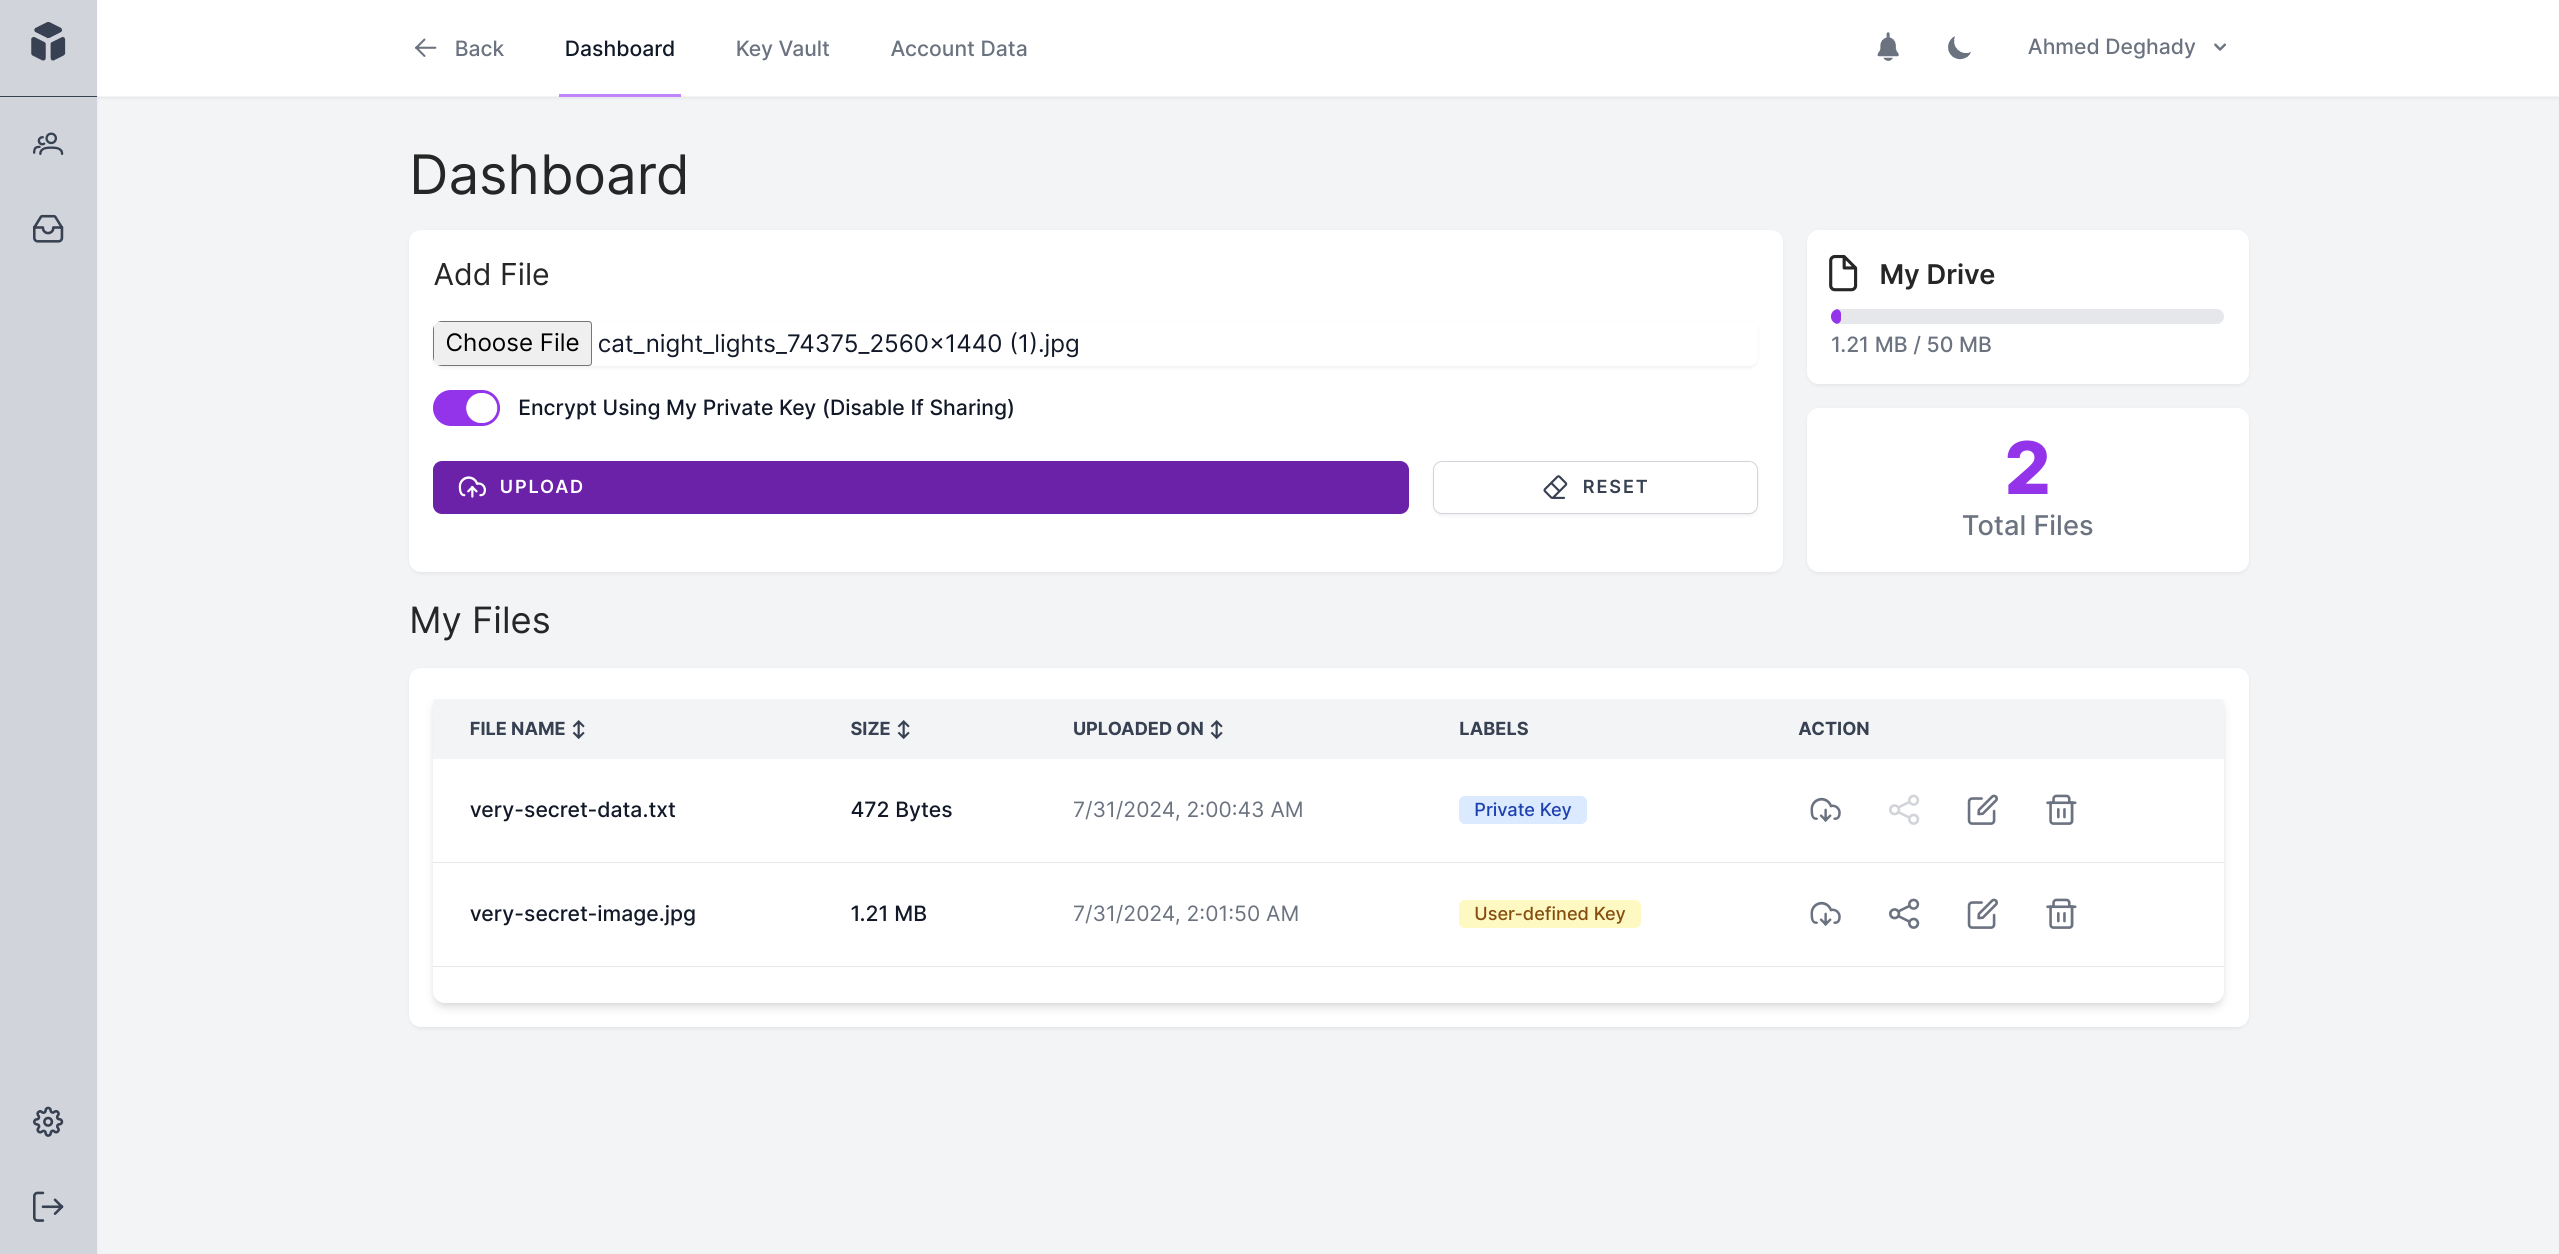 Back Dashboard Key Vault Account Data Ahmed Deghady
Dashboard
Add File
Choose File cat_night_lights_74375_2560x1440 (1).jpg
Encrypt Using My Private Key (Disable If Sharing)
UPLOAD RESET
My Drive
1.21 MB / 50 MB
2
Total Files
My Files
FILE NAME SIZE UPLOADED ON LABELS ACTION
very-secret-data.txt 472 Bytes 7/31/2024, 2:00:43 AM Private Key
very-secret-image.jpg 1.21 MB 7/31/2024, 2:01:50 AM User-defined Key